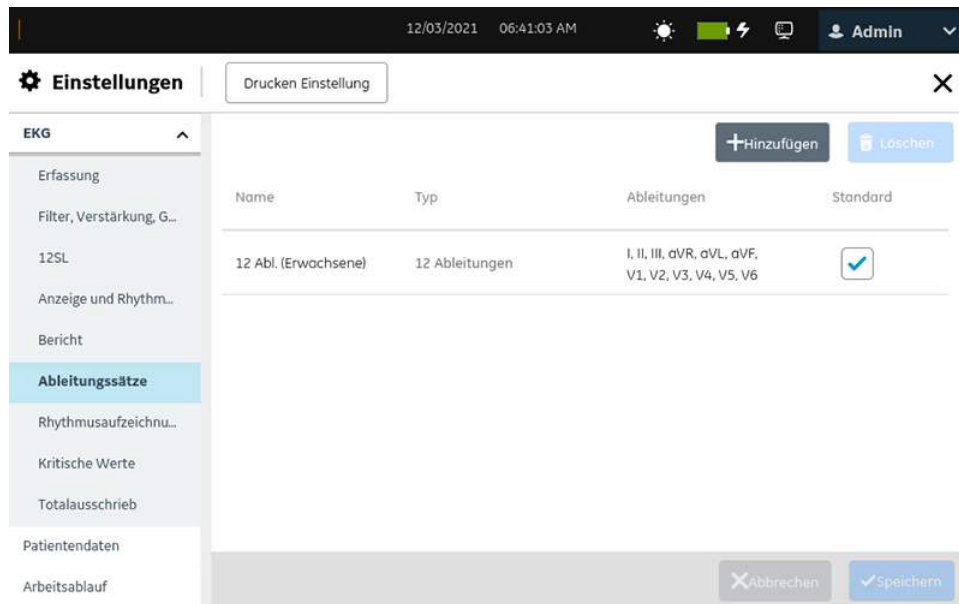 12/03/2021 06:41:03 AM Admin
Einstellungen Drucken Einstellung
EKG
Hinzufügen Löschen
Erfassung
Name Typ Ableitungen Standard
Filter, Verstärkung, G...
12SL
12 Abl. (Erwachsene) 12 Ableitungen I, II, III, aVR, aVL, aVF,
V1, V2, V3, V4, V5, V6
Anzeige und Rhythm...
Bericht
Ableitungssätze
Rhythmusaufzeichnu...
Kritische Werte
Totalausschrieb
Patientendaten
Arbeitsablauf
Abbrechen Speichern